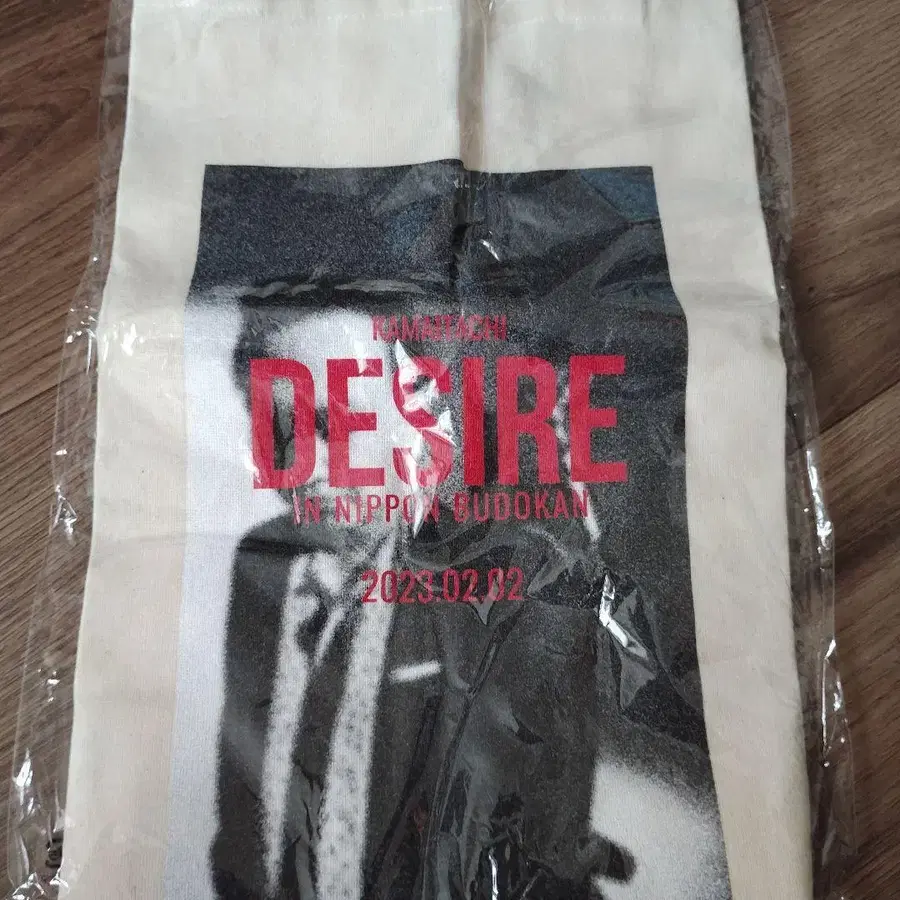 KAMAITACHI
DESIRE
IN NIPPON BUDOKAN
2023.02.02